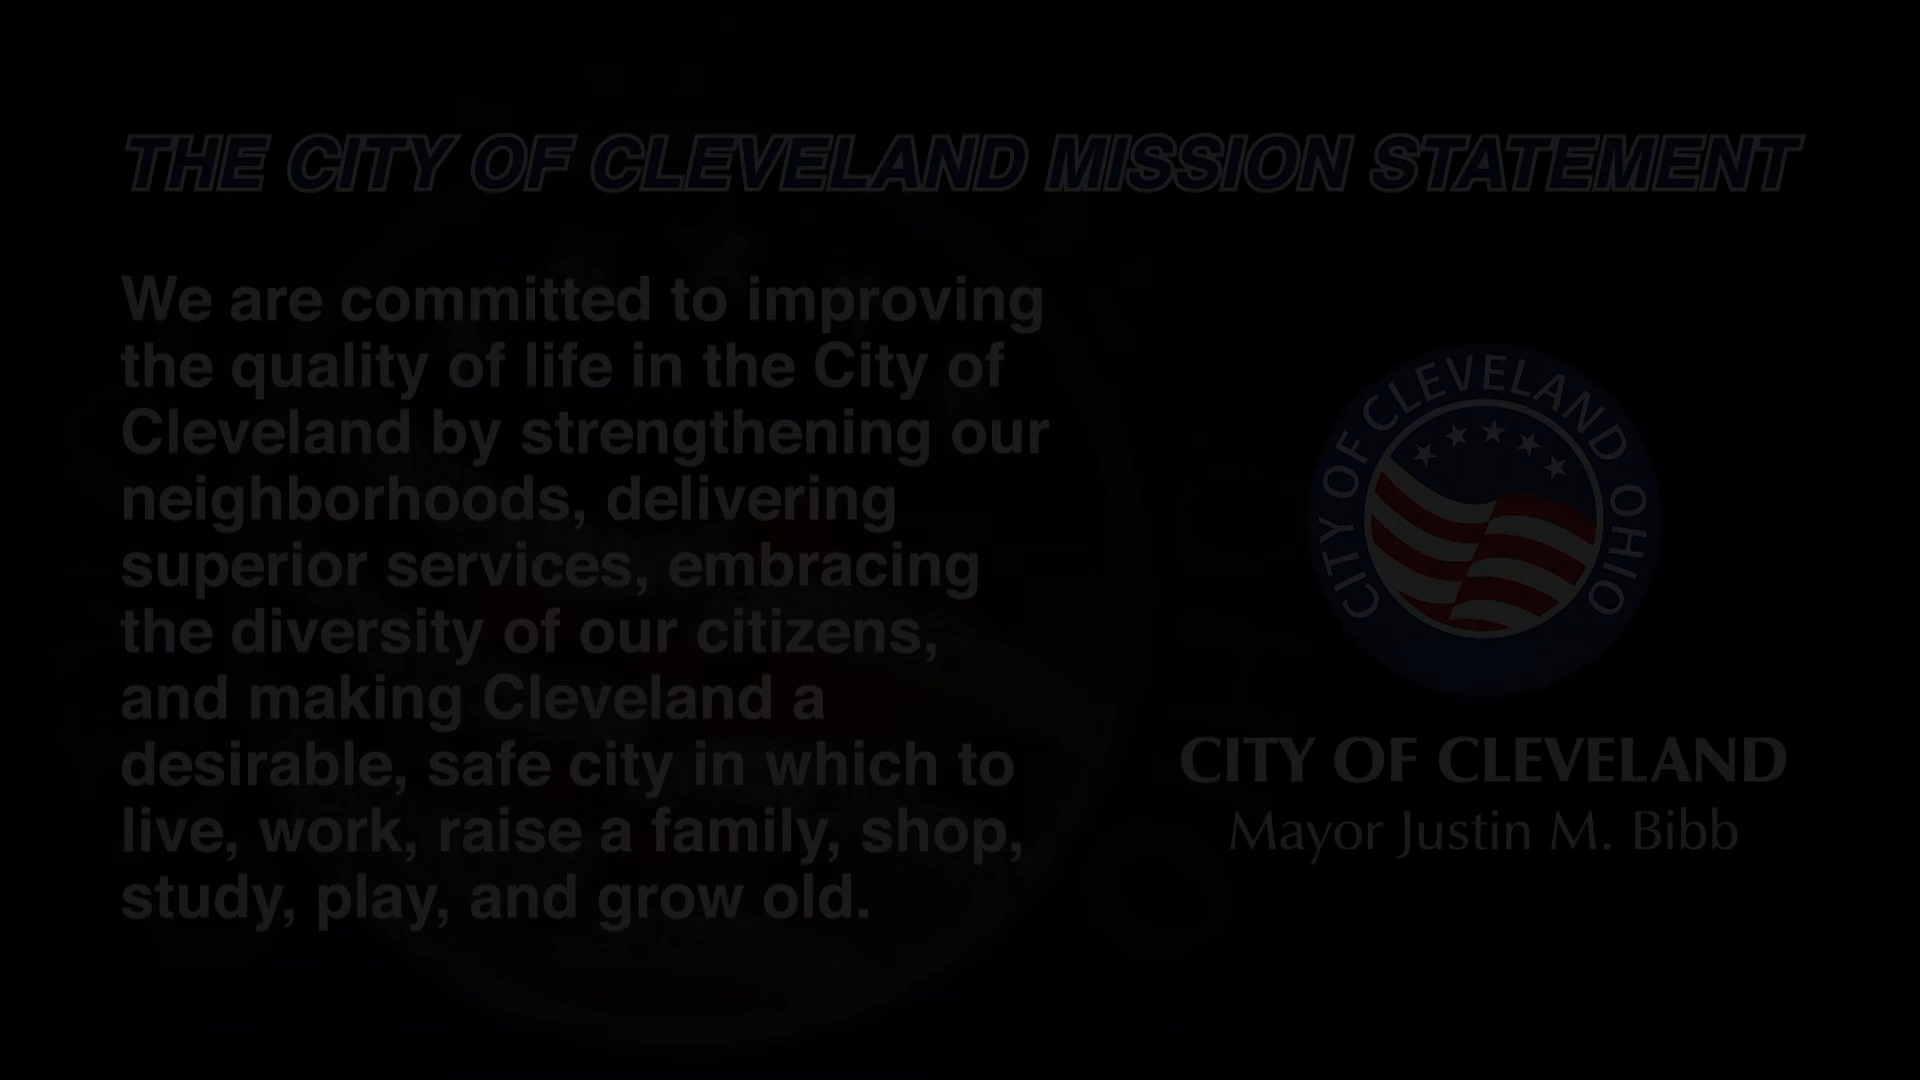 THE CITY OF CLEVELAND MISSION STATEMENT
We are committed to improving
the quality of life in the City of
Cleveland by strengthening our
neighborhoods, delivering
superior services, embracing
the diversity of our citizens,
and making Cleveland a
desirable, safe city in which to
live, work, raise a family, shop,
study, play, and grow old.
CITY OF CLEVELAND OHIO
CITY OF CLEVELAND
Mayor Justin M. Bibb